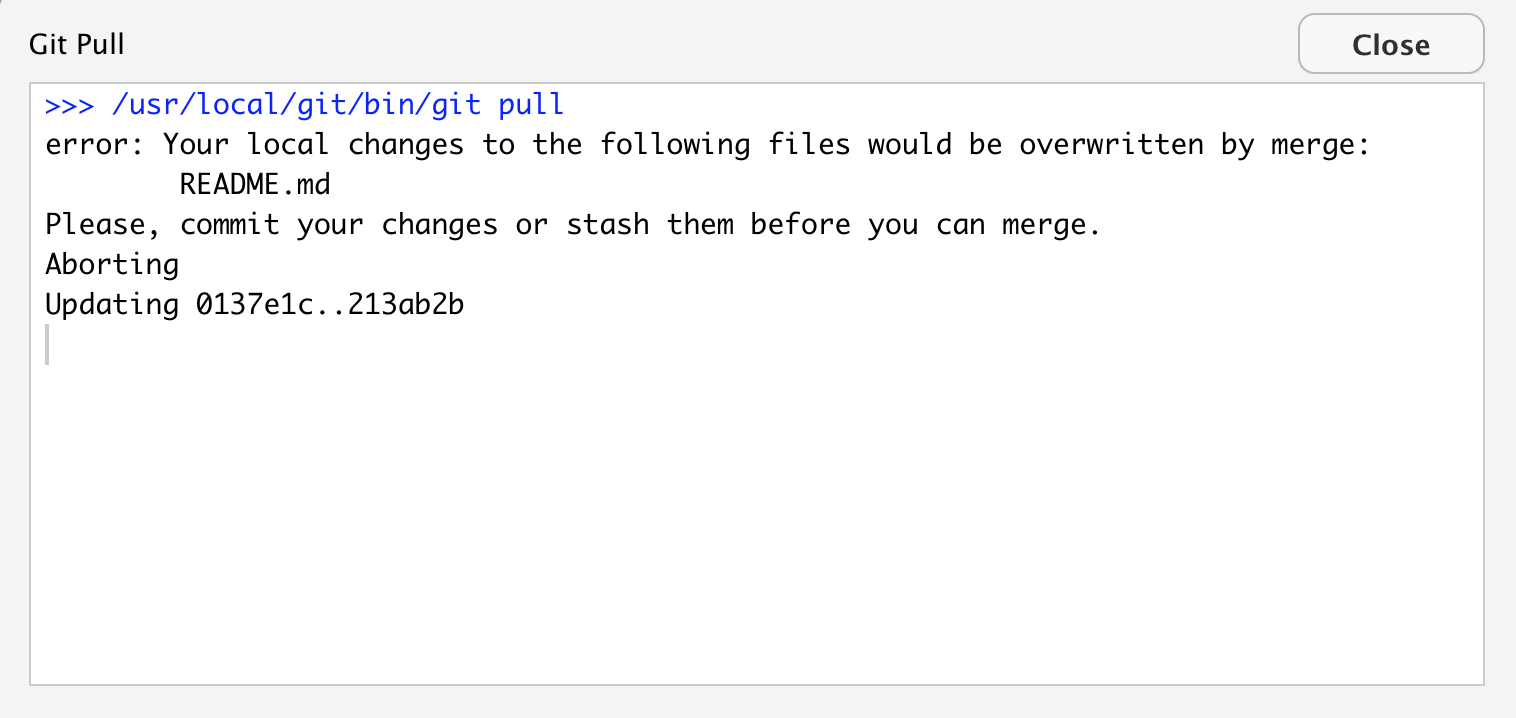 Git Pull
Close
>>> /usr/local/git/bin/git pull
error: Your local changes to the following files would be overwritten by merge:
README.md
Please, commit your changes or stash them before you can merge.
Aborting
Updating 0137e1c..213ab2b